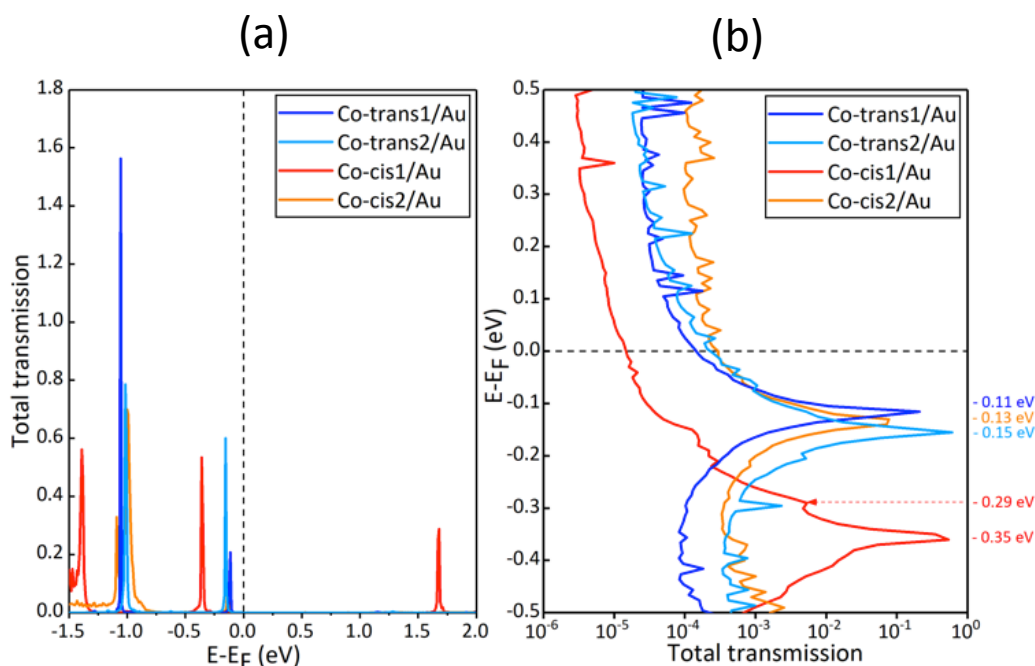 (a)
Total transmission
1.8
1.6
1.4
1.2
1.0
0.8
0.6
0.4
0.2
0.0
-1.5
-1.0
-0.5
0.0
0.5
1.0
1.5
2.0
E-EF (eV)
Co-trans1/Au
Co-trans2/Au
Co-cis1/Au
Co-cis2/Au
(b)
E-EF (eV)
0.5
0.4
0.3
0.2
0.1
0.0
-0.1
-0.2
-0.3
-0.4
-0.5
10-6
10-5
10-4
10-3
10-2
10-1
100
Total transmission
Co-trans1/Au
Co-trans2/Au
Co-cis1/Au
Co-cis2/Au
- 0.11 eV
- 0.13 eV
- 0.15 eV
- 0.29 eV
- 0.35 eV